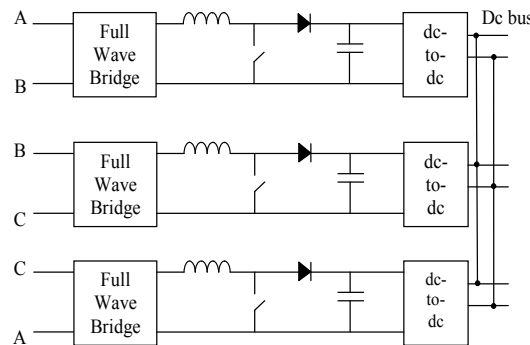 A
Full
Wave
Bridge
B
dc-
to-
dc
Dc bus
B
Full
Wave
Bridge
C
dc-
to-
dc
C
Full
Wave
Bridge
A
dc-
to-
dc